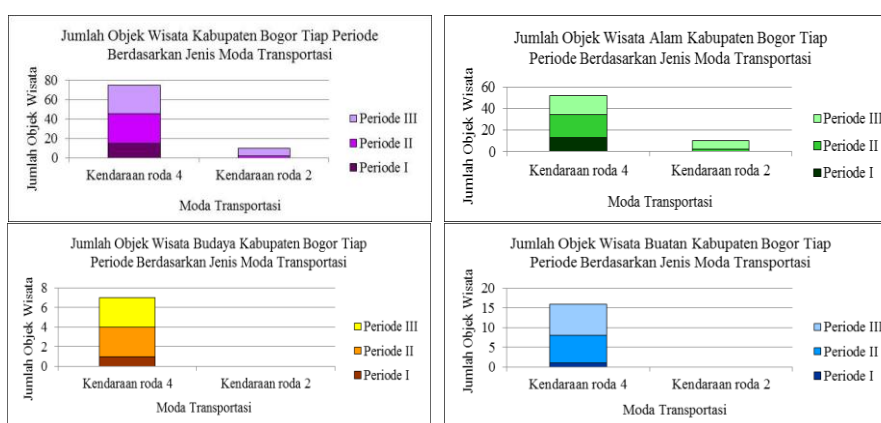 Jumlah Objek Wisata Kabupaten Bogor Tiap Periode
Berdasarkan Jenis Moda Transportasi
Jumlah Objek Wisata
80
60
40
20
0
Kendaraan roda 4
Kendaraan roda 2
Moda Transportasi
Periode III
Periode II
Periode I
Jumlah Objek Wisata Alam Kabupaten Bogor Tiap
Periode Berdasarkan Jenis Moda Transportasi
Jumlah Objek Wisata
60
40
20
0
Kendaraan roda 4
Kendaraan roda 2
Moda Transportasi
Periode III
Periode II
Periode I
Jumlah Objek Wisata Budaya Kabupaten Bogor Tiap
Periode Berdasarkan Jenis Moda Transportasi
Jumlah Objek Wisata
8
6
4
2
0
Kendaraan roda 4
Kendaraan roda 2
Moda Transportasi
Periode III
Periode II
Periode I
Jumlah Objek Wisata Buatan Kabupaten Bogor Tiap
Periode Berdasarkan Jenis Moda Transportasi
Jumlah Objek Wisata
20
15
10
5
0
Kendaraan roda 4
Kendaraan roda 2
Moda Transportasi
Periode III
Periode II
Periode I